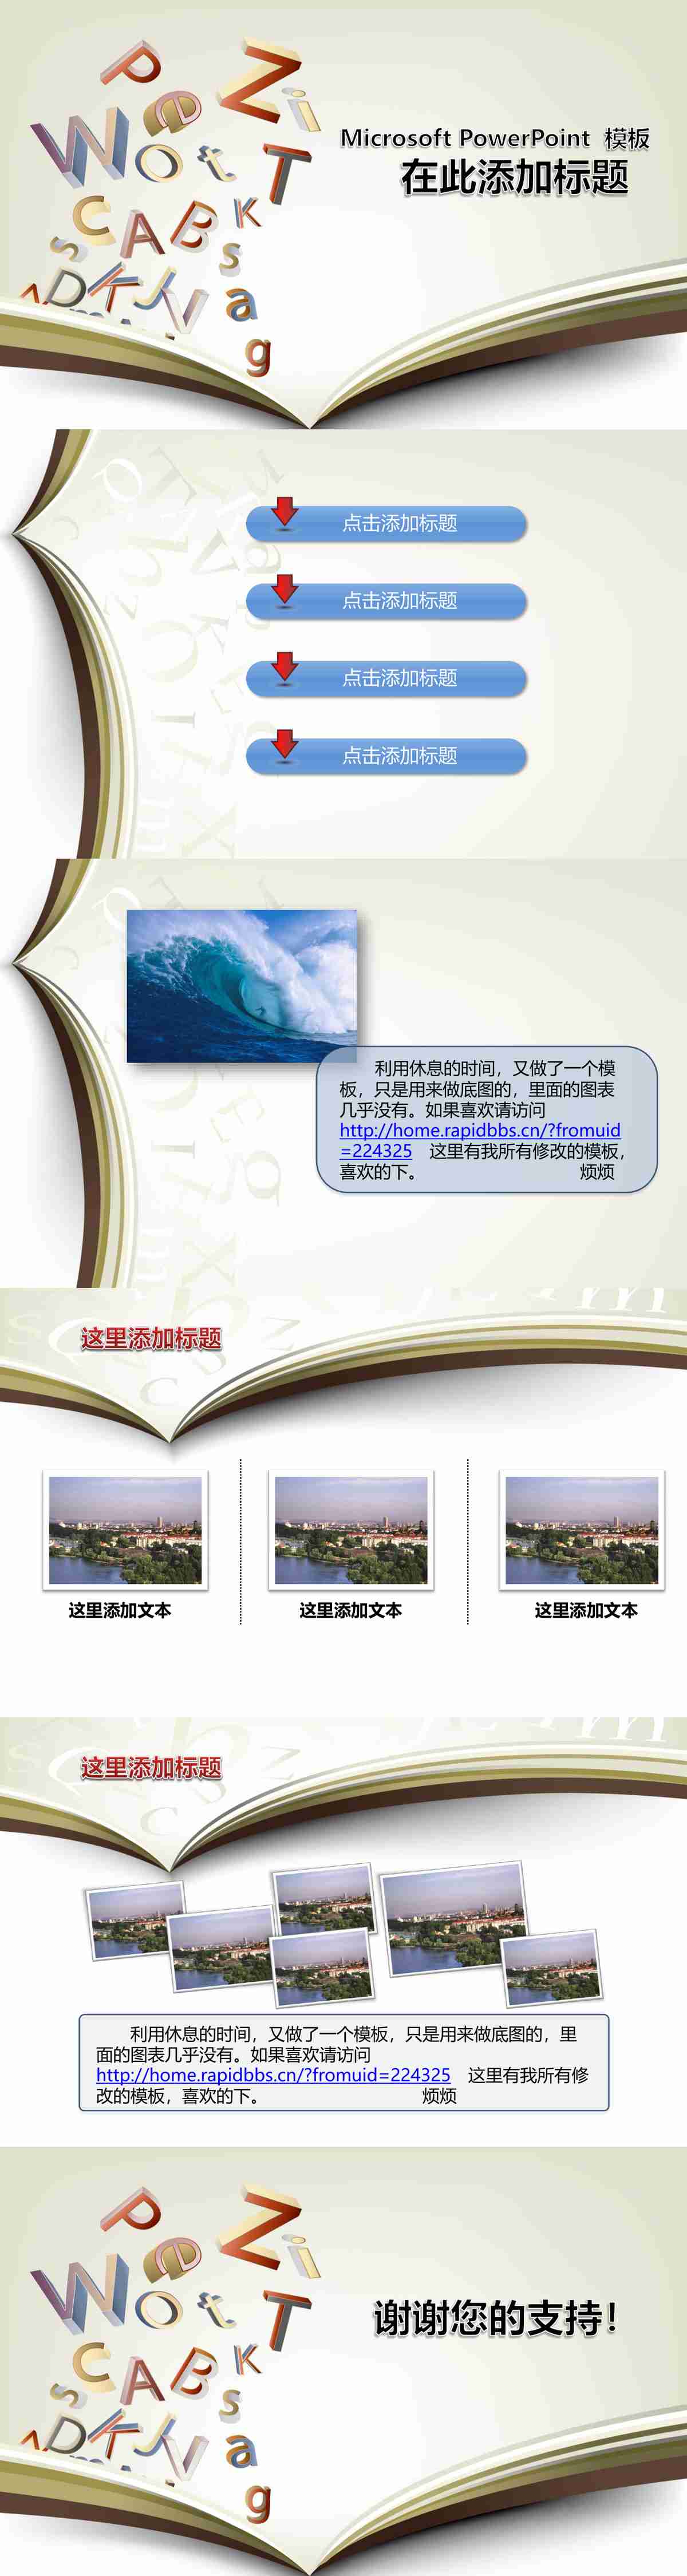 Microsoft PowerPoint 模板
在此添加标题
P
Z
e
i
W
o
t
T
C
A
B
K
s
S
D
K
J
V
a
g
点击添加标题
点击添加标题
点击添加标题
点击添加标题
利用休息的时间，又做了一个模
板，只是用来做底图的，里面的图表
几乎没有。如果喜欢请访问
http://home.rapidbbs.cn/?fromuid
=224325 这里有我所有修改的模板，
喜欢的下。 烦烦
这里添加标题
这里添加文本 这里添加文本 这里添加文本
这里添加标题
利用休息的时间，又做了一个模板，只是用来做底图的，里
面的图表几乎没有。如果喜欢请访问
http://home.rapidbbs.cn/?fromuid=224325 这里有我所有修
改的模板，喜欢的下。 烦烦
P
Z
e
i
W
o
t
T
谢谢您的支持！
C
A
B
K
s
S
D
K
J
V
a
g